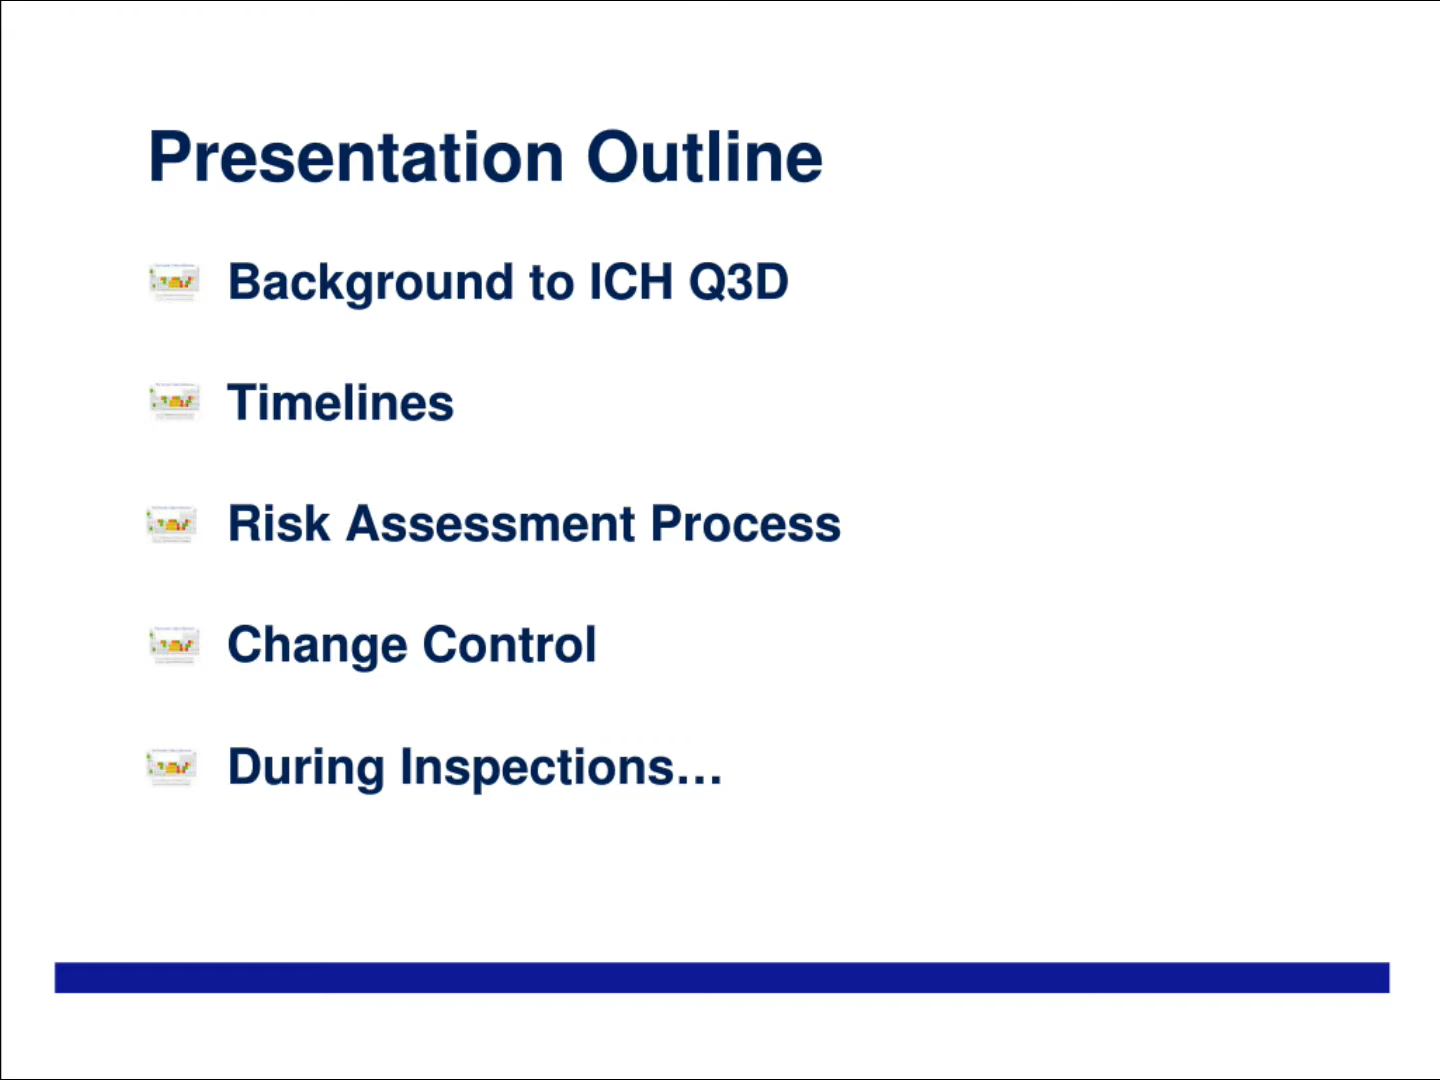 Presentation Outline
Background to ICH Q3D
Timelines
Risk Assessment Process
Change Control
During Inspections…